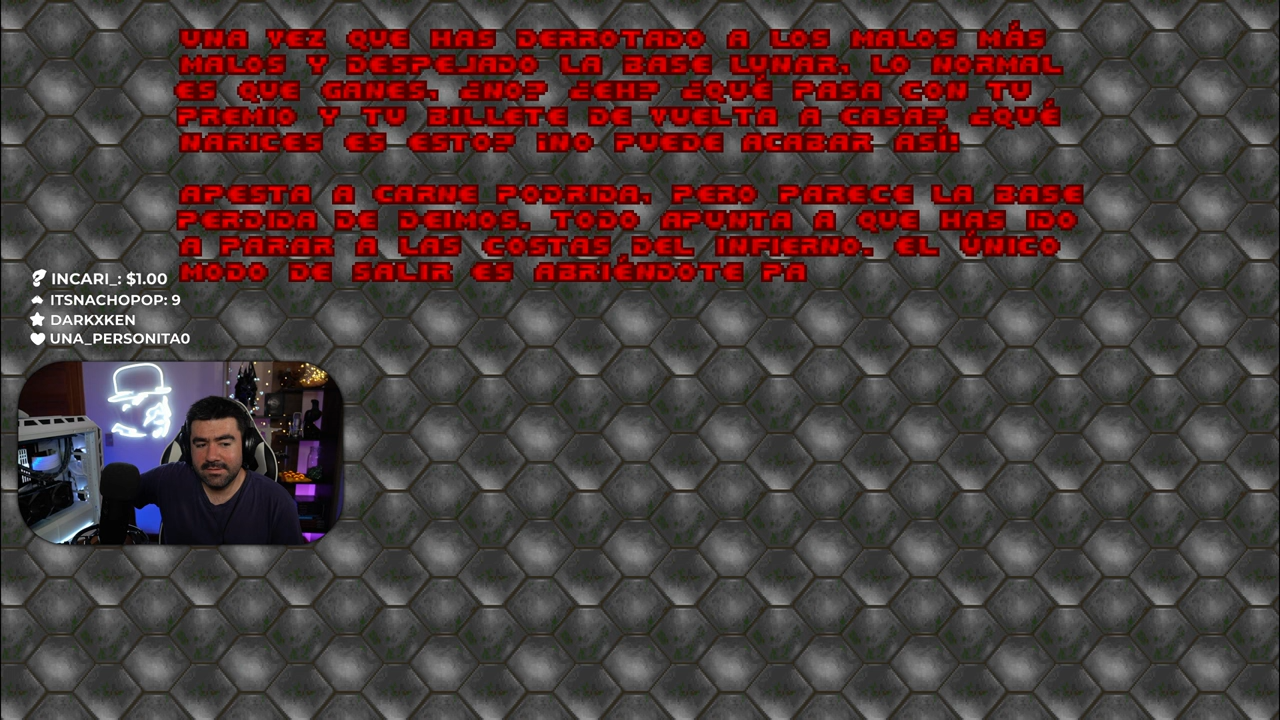 UNA VEZ QUE HAS DERROTADO A LOS MALOS MÁS
MALOS Y DESPEJADO LA BASE LUNAR, LO NORMAL
ES QUE GANES, ¿NO? ¿EH? ¿QUÉ PASA CON TU
PREMIO Y TU BILLETE DE VUELTA A CASA? ¿QUÉ
NARICES ES ESTO? ¡NO PUEDE ACABAR ASÍ!
APESTA A CARNE PODRIDA, PERO PARECE LA BASE
PERDIDA DE DEIMOS. TODO APUNTA A QUE HAS IDO
A PARAR A LAS COSTAS DEL INFIERNO. EL ÚNICO
MODO DE SALIR ES ABRIÉNDOTE PA
INCARI_: $1.00
ITSNACHOPOP: 9
DARKXKEN
UNA_PERSONITA0